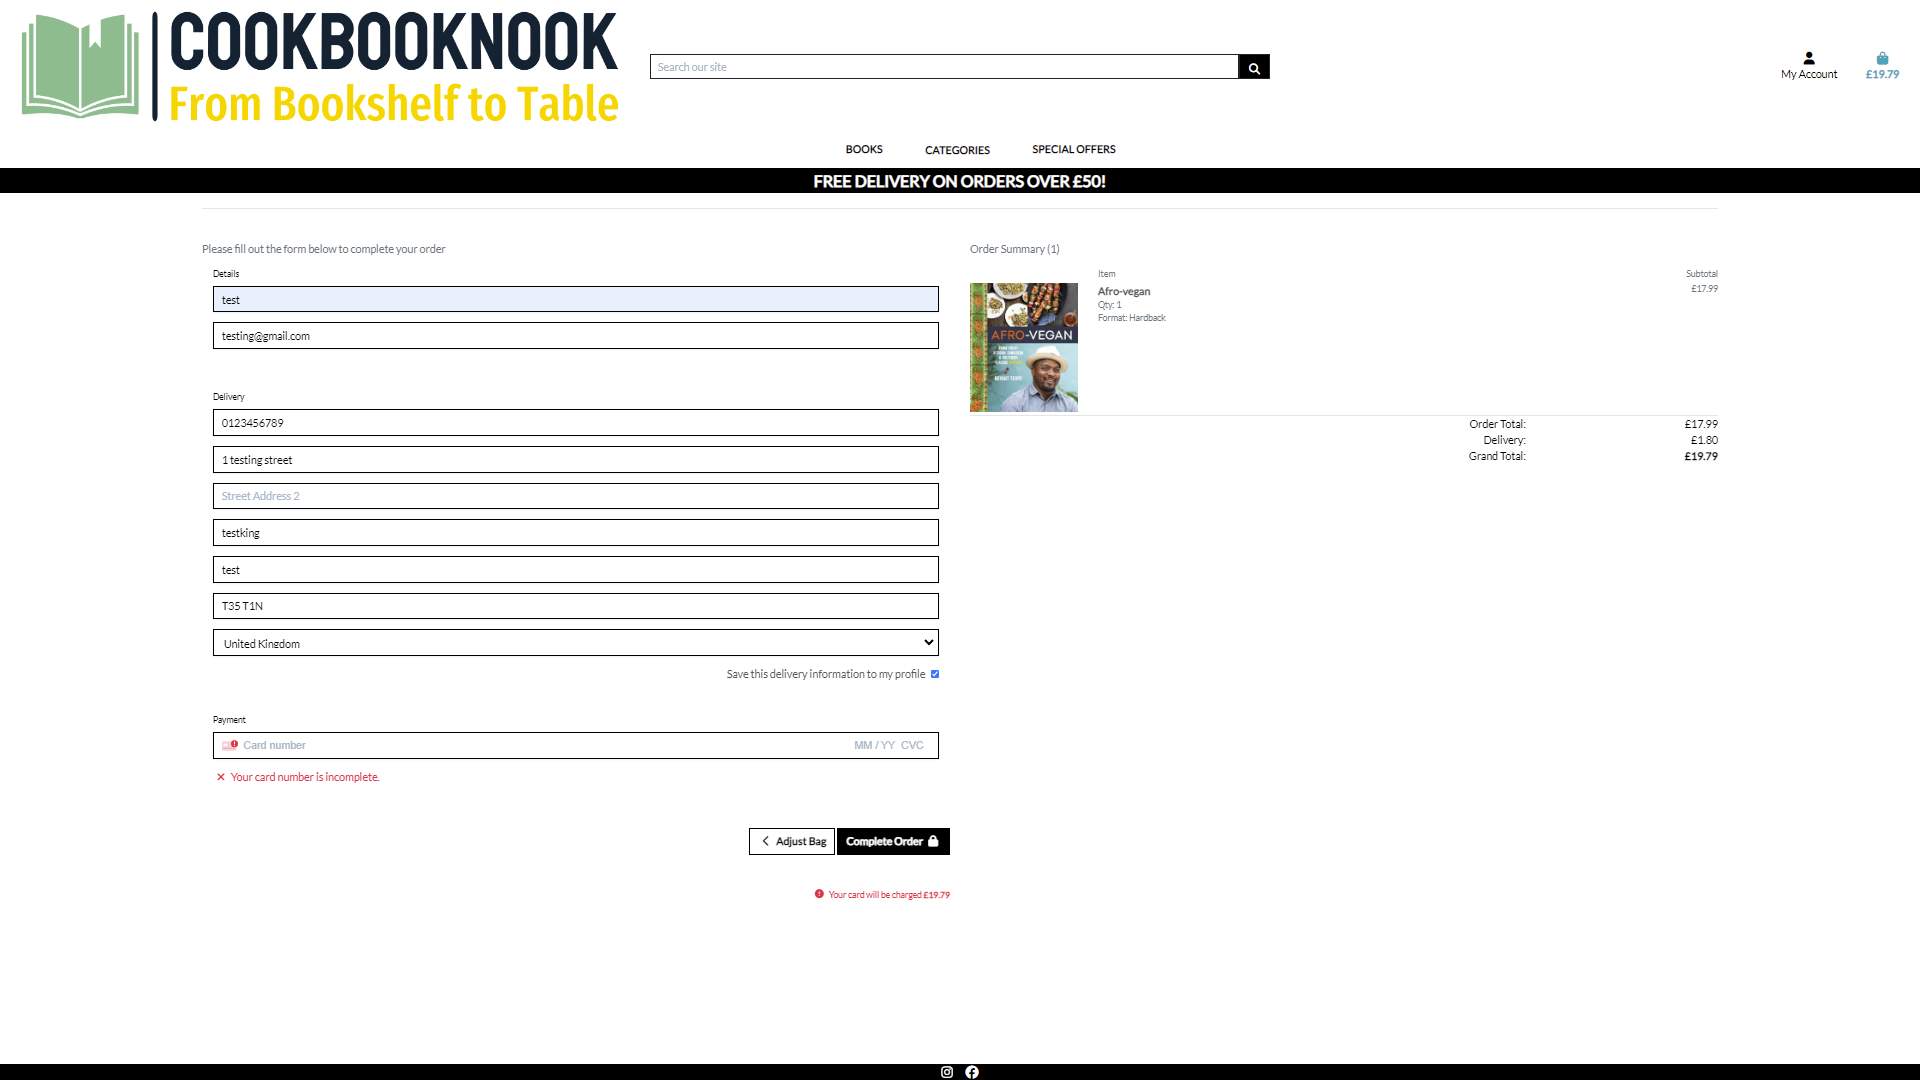 COOKBOOKNOOK
From Bookshelf to Table
Search our site
My Account
£19.79
BOOKS
CATEGORIES
SPECIAL OFFERS
FREE DELIVERY ON ORDERS OVER £50!
Please fill out the form below to complete your order
Details
test
testing@gmail.com
Delivery
0123456789
1 testing street
Street Address 2
testking
test
T35 T1N
United Kingdom
Save this delivery information to my profile
Payment
Card number
MM / YY CVC
Your card number is incomplete.
Adjust Bag
Complete Order
Your card will be charged £19.79
Order Summary (1)
Item
Subtotal
AFRO-VEGAN
BRYANT TERRY
Afro-vegan
£17.99
Qty: 1
Format: Hardback
Order Total: £17.99
Delivery: £1.80
Grand Total: £19.79